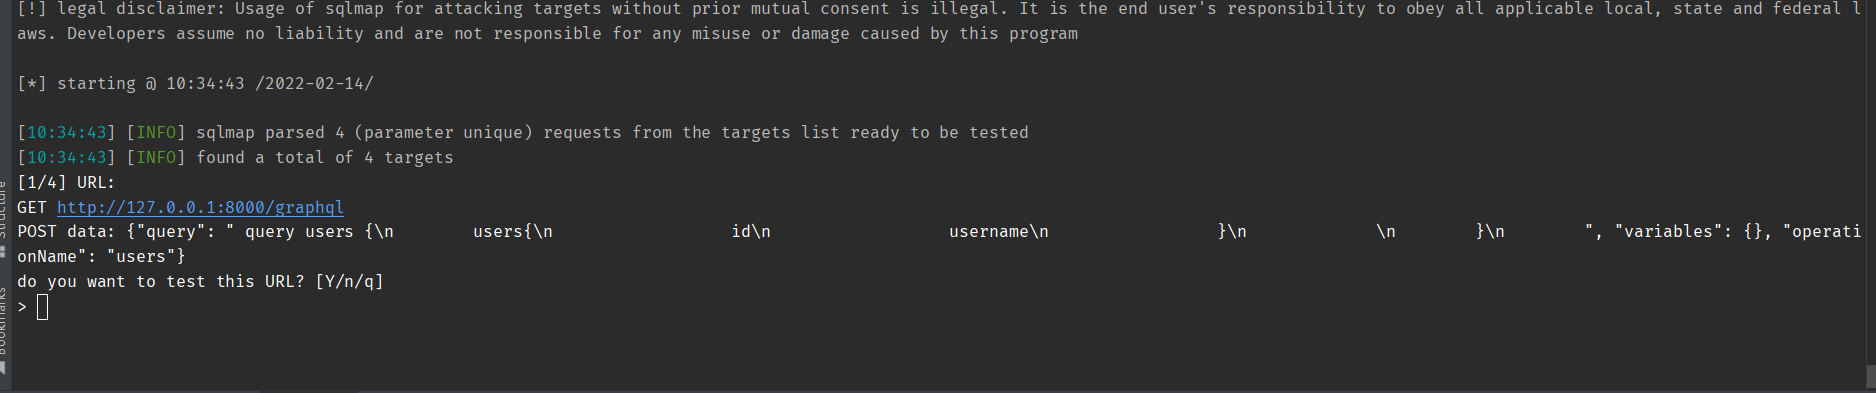 [!] legal disclaimer: Usage of sqlmap for attacking targets without prior mutual consent is illegal. It is the end user's responsibility to obey all applicable local, state and federal l
aws. Developers assume no liability and are not responsible for any misuse or damage caused by this program
[*] starting @ 10:34:43 /2022-02-14/
[10:34:43] [INFO] sqlmap parsed 4 (parameter unique) requests from the targets list ready to be tested
[10:34:43] [INFO] found a total of 4 targets
[1/4] URL:
GET http://127.0.0.1:8000/graphql
POST data: {"query": " query users {\n        users{\n                  id\n                  username\n                 }\n             \n        }\n        ", "variables": {}, "operati
onName": "users"}
do you want to test this URL? [Y/n/q]
>
Structure
Bookmarks